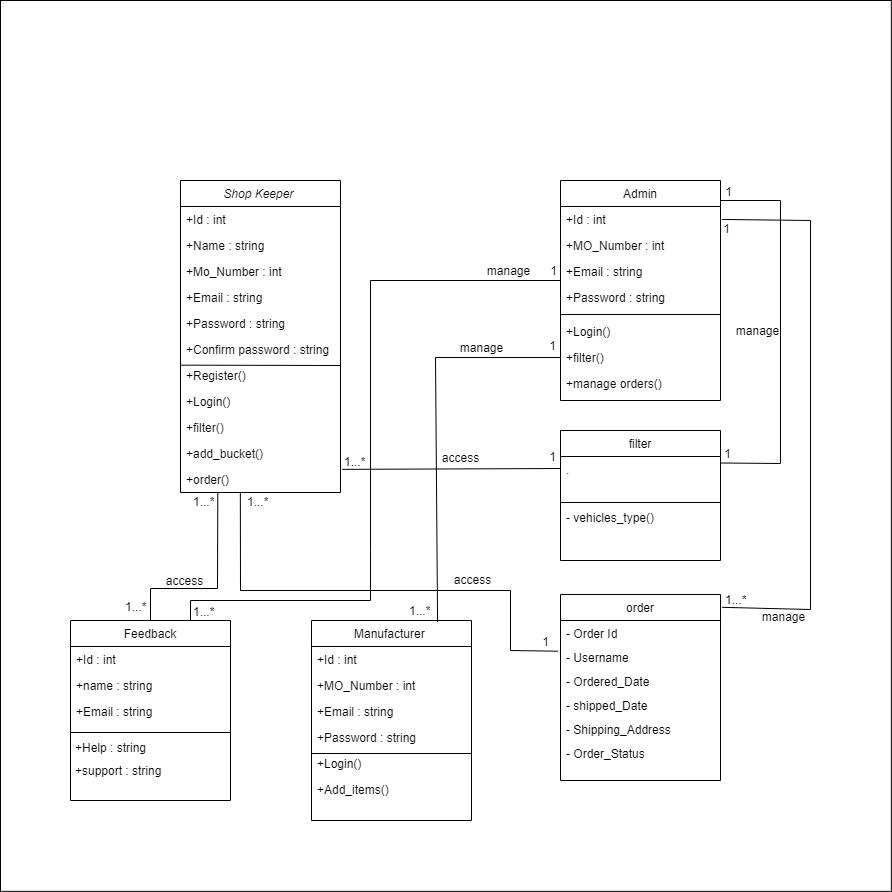 Shop Keeper
+Id : int
+Name : string
+Mo_Number : int
+Email : string
+Password : string
+Confirm password : string
+Register()
+Login()
+filter()
+add_bucket()
+order()
Admin
+Id : int
+MO_Number : int
+Email : string
+Password : string
+Login()
+filter()
+manage orders()
1
1
manage
1
manage
1
manage
1...*
access
1
filter
.
- vehicles_type()
1
1...*
1...*
access
access
1...*
1...*
1...*
1
1...*
manage
Feedback
+Id : int
+name : string
+Email : string
+Help : string
+support : string
Manufacturer
+Id : int
+MO_Number : int
+Email : string
+Password : string
+Login()
+Add_items()
order
- Order Id
- Username
- Ordered_Date
- shipped_Date
- Shipping_Address
- Order_Status